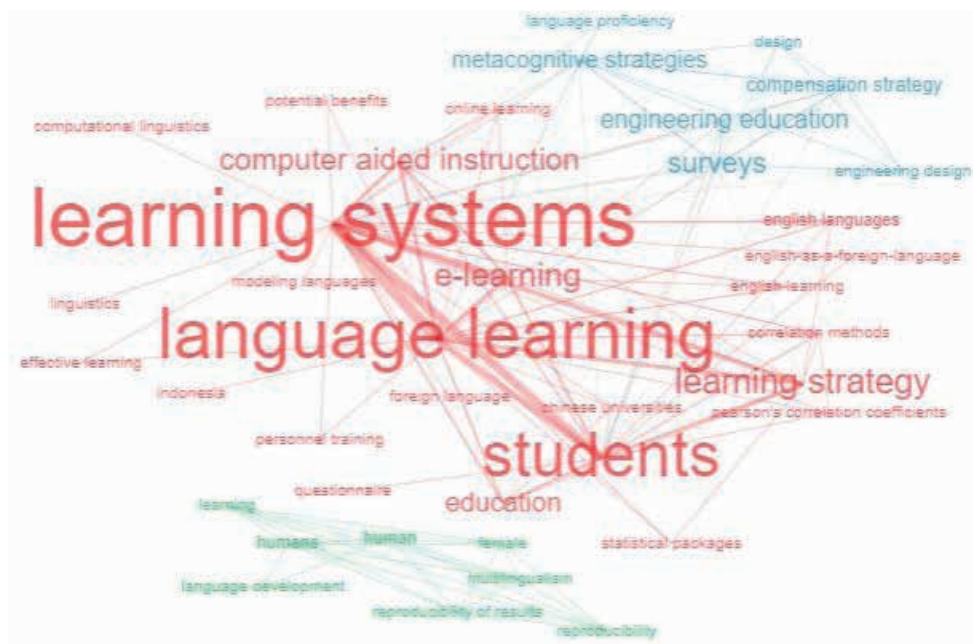 language proficiency
design
metacognitive strategies
compensation strategy
potential benefits
online learning
computational linguistics
engineering education
computer aided instruction
surveys
engineering design
learning systems
english languages
english-as-a-foreign-language
e-learning
modeling languages
english-learning
linguistics
language learning
correlation methods
effective learning
learning strategy
indonesia
foreign language
chinese universities
pearson's correlation coefficients
personnel training
students
questionnaire
education
learning
humans
human
female
statistical packages
multilingualism
language development
reproducibility of results
reproducibility